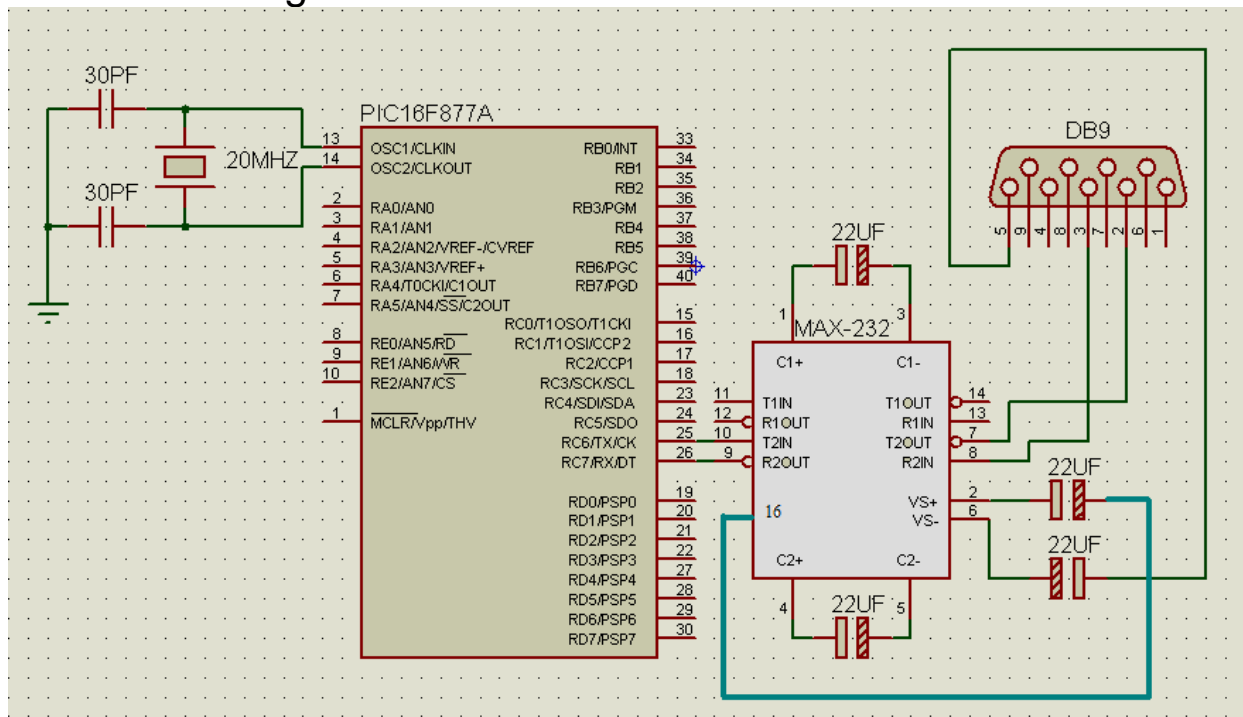 30PF
.20MHZ
30PF
PIC16F877A
13 OSC1/CLKIN
14 OSC2/CLKOUT
2 RA0/AN0
3 RA1/AN1
4 RA2/AN2/VREF-/CVREF
5 RA3/AN3/VREF+
6 RA4/T0CKI/C1OUT
7 RA5/AN4/SS/C2OUT
8 RE0/AN5/RD
9 RE1/AN6/WR
10 RE2/AN7/CS
1 MCLR/Vpp/THV
RB0/INT 33
RB1 34
RB2 35
RB3/PGM 36
RB4 37
RB5 38
RB6/PGC 39
RB7/PGD 40
RC0/T1OSO/T1CKI 15
RC1/T1OSI/CCP2 16
RC2/CCP1 17
RC3/SCK/SCL 18
RC4/SDI/SDA 23
RC5/SDO 24
RC6/TX/CK 25
RC7/RX/DT 26
RD0/PSP0 19
RD1/PSP1 20
RD2/PSP2 21
RD3/PSP3 22
RD4/PSP4 27
RD5/PSP5 28
RD6/PSP6 29
RD7/PSP7 30
22UF
1 MAX-232 3
C1+ C1-
11 T1IN T1OUT 14
12 R1OUT R1IN 13
10 T2IN T2OUT 7
9 R2OUT R2IN 8
16 VS+ 2
VS- 6
C2+ C2-
4 22UF 5
22UF
22UF
DB9
5 9 4 8 3 7 2 6 1